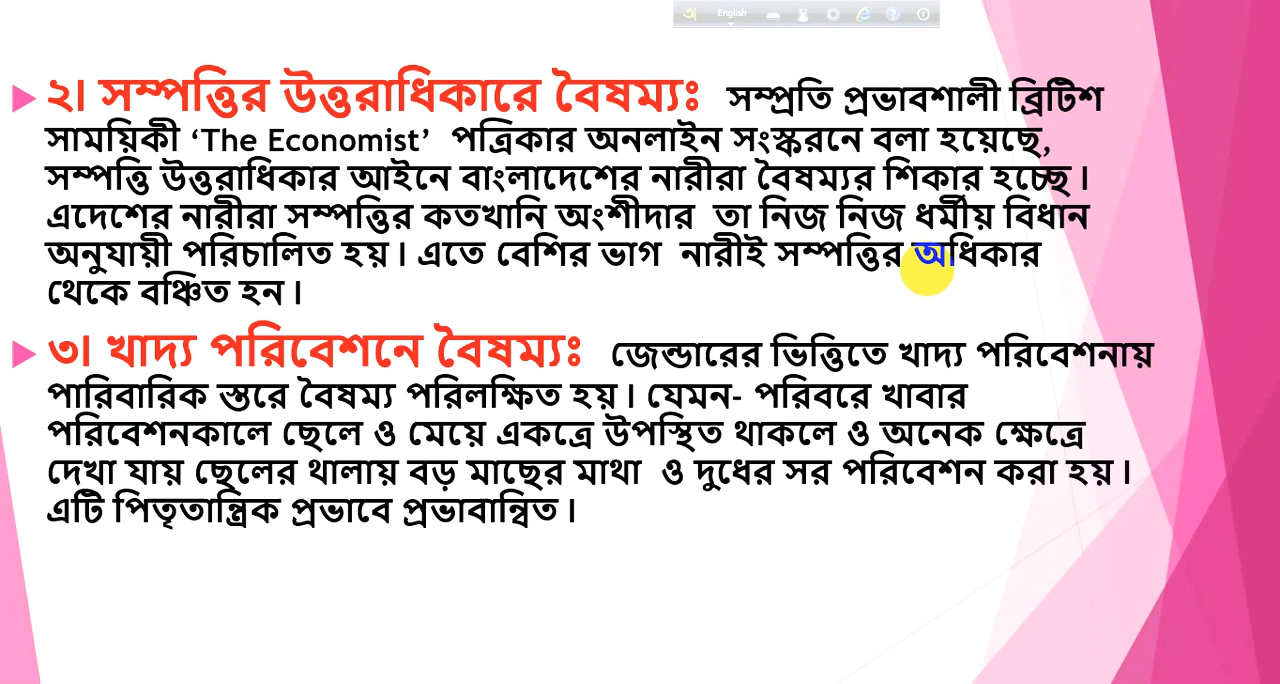 English
২। সম্পত্তির উত্তরাধিকারে বৈষম্যঃ সম্প্রতি প্রভাবশালী ব্রিটিশ
সাময়িকী ‘The Economist’ পত্রিকার অনলাইন সংস্করনে বলা হয়েছে,
সম্পত্তি উত্তরাধিকার আইনে বাংলাদেশের নারীরা বৈষম্যর শিকার হচ্ছে।
এদেশের নারীরা সম্পত্তির কতখানি অংশীদার তা নিজ নিজ ধর্মীয় বিধান
অনুযায়ী পরিচালিত হয়। এতে বেশির ভাগ নারীই সম্পত্তির অধিকার
থেকে বঞ্চিত হন।
৩। খাদ্য পরিবেশনে বৈষম্যঃ জেন্ডারের ভিত্তিতে খাদ্য পরিবেশনায়
পারিবারিক স্তরে বৈষম্য পরিলক্ষিত হয়। যেমন- পরিবরে খাবার
পরিবেশনকালে ছেলে ও মেয়ে একত্রে উপস্থিত থাকলে ও অনেক ক্ষেত্রে
দেখা যায় ছেলের থালায় বড় মাছের মাথা ও দুধের সর পরিবেশন করা হয়।
এটি পিতৃতান্ত্রিক প্রভাবে প্রভাবান্বিত।